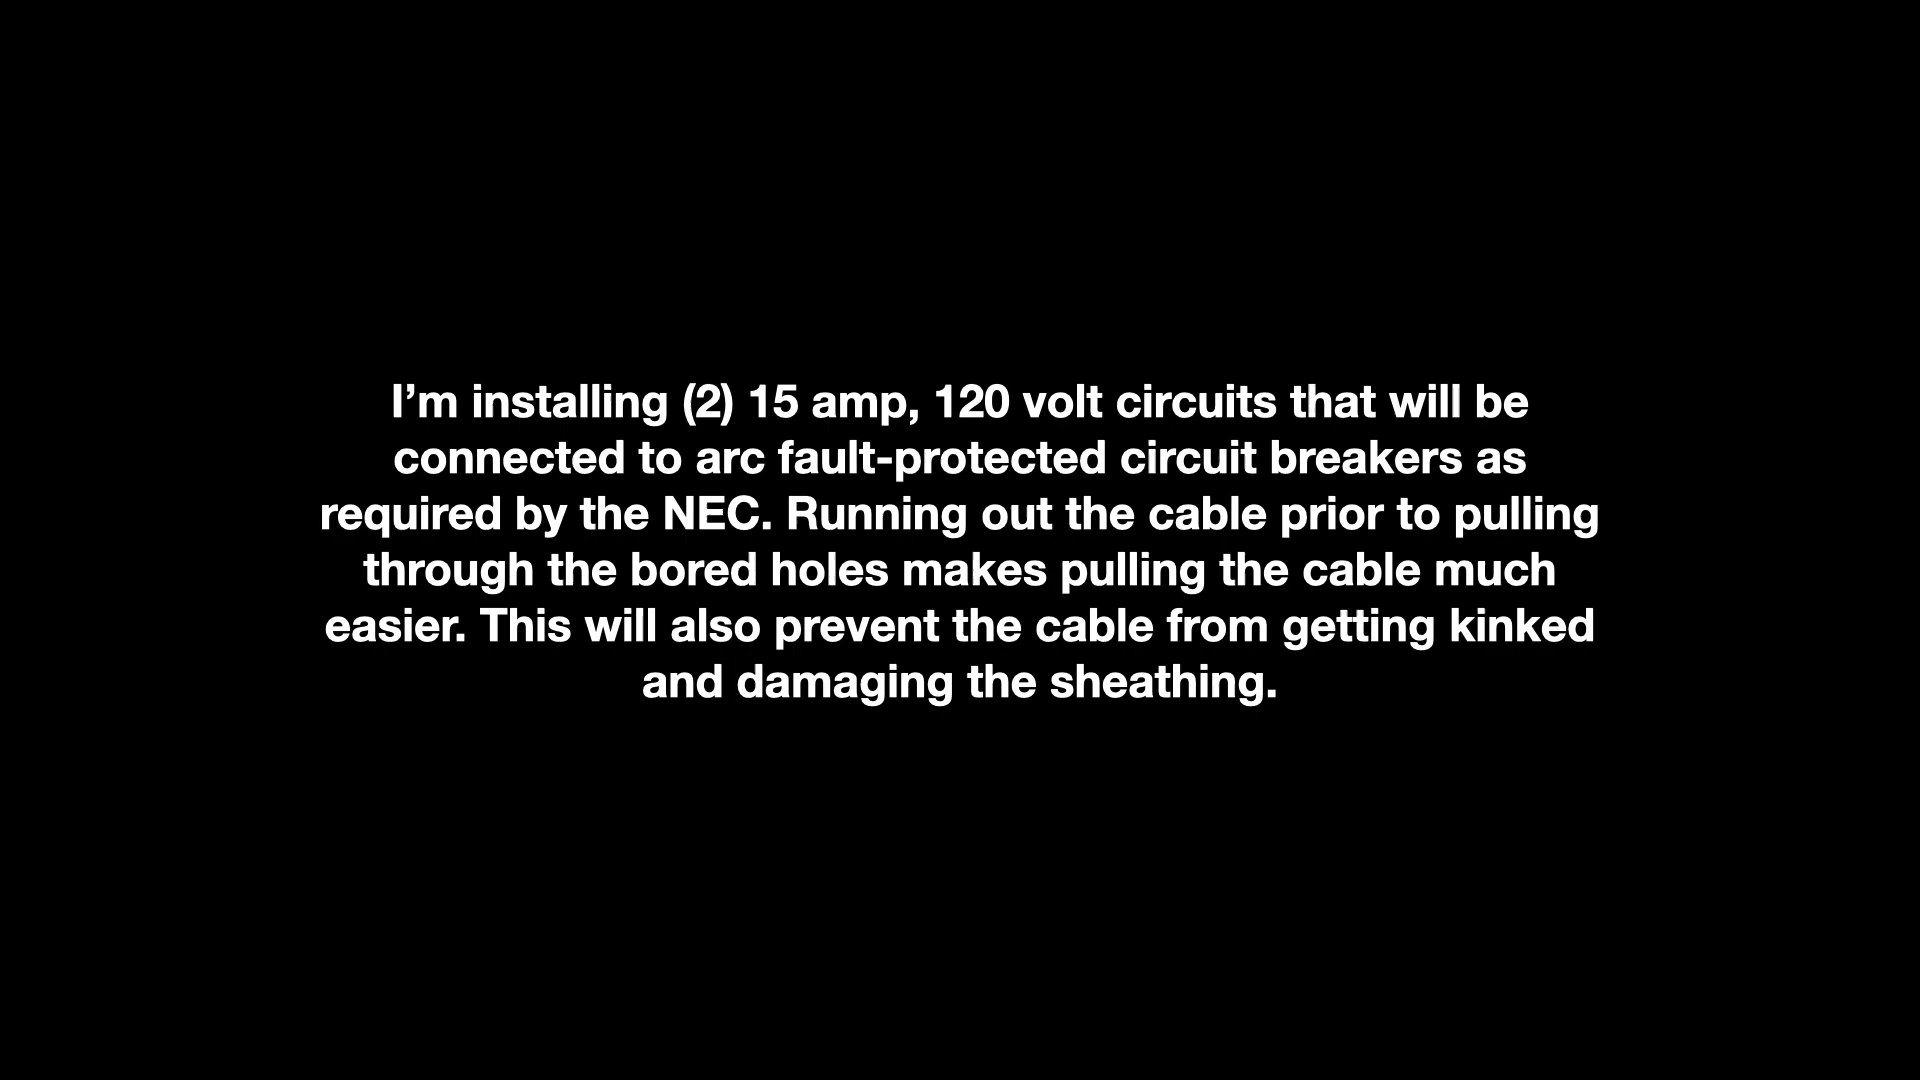 I’m installing (2) 15 amp, 120 volt circuits that will be
connected to arc fault-protected circuit breakers as
required by the NEC. Running out the cable prior to pulling
through the bored holes makes pulling the cable much
easier. This will also prevent the cable from getting kinked
and damaging the sheathing.